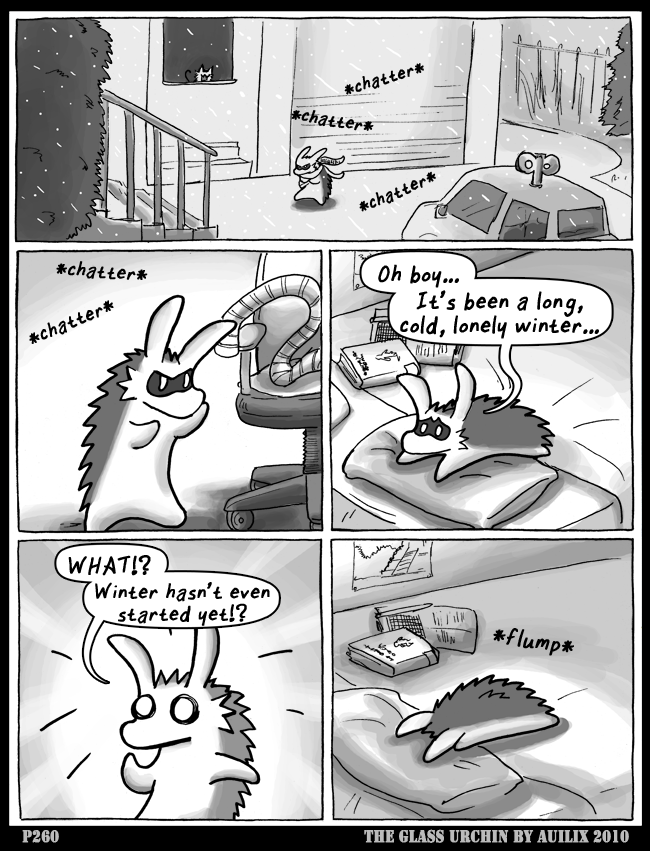 *chatter*
*chatter*
*chatter*
*chatter*
*chatter*
Oh boy...
It's been a long,
cold, lonely winter...
WHAT!?
Winter hasn't even
started yet!?
*flump*
P260
THE GLASS URCHIN BY AUILIX 2010